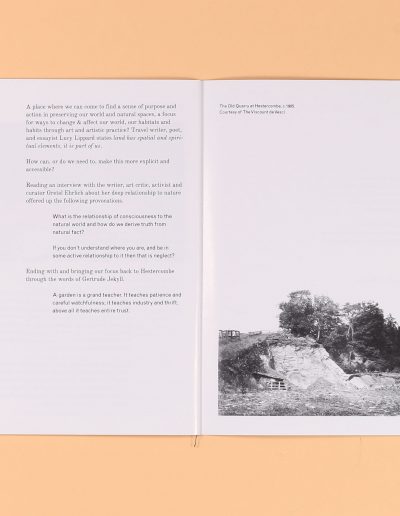 A place where we can come to find a sense of purpose and
action in preserving our world and natural spaces, a focus
for ways to change & affect our world, our habitats and
habits through art and artistic practice? Travel writer, poet,
and essayist Lucy Lippard states land has spatial and spiri-
tual elements, it is part of us.
How can, or do we need to, make this more explicit and
accessible?
Reading an interview with the writer, art critic, activist and
curator Gretel Ehrlich about her deep relationship to nature
offered up the following provocations.
What is the relationship of consciousness to the
natural world and how do we derive truth from
natural fact?
If you don't understand where you are, and be in
some active relationship to it then that is neglect?
Ending with and bringing our focus back to Hestercombe
through the words of Gertrude Jekyll.
A garden is a grand teacher. It teaches patience and
careful watchfulness; it teaches industry and thrift;
above all it teaches entire trust.
The Old Quarry at Hestercombe, c.
Courtesy of The Viscount de Vesci